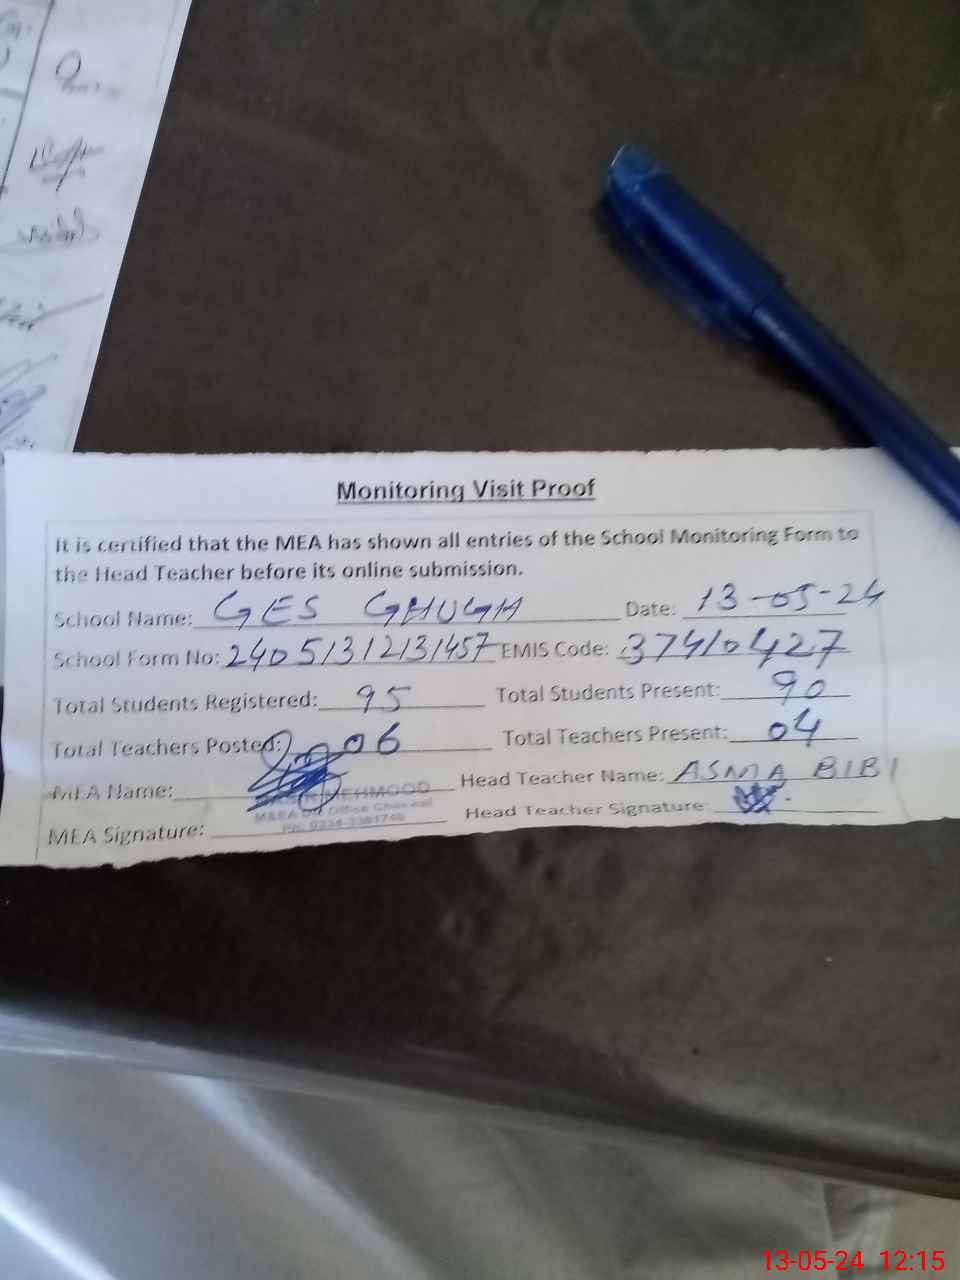 Monitoring Visit Proof
It is certified that the MEA has shown all entries of the School Monitoring Form to
the Head Teacher before its online submission.
School Name: GES GHUGH Date: 13-05-24
School Form No: 24051312131457 EMIS Code: 37410427
Total Students Registered: 95 Total Students Present: 90
Total Teachers Posted: 06 Total Teachers Present: 04
MEA Name: Head Teacher Name: ASMA BIBI
MEHMOOD
MEA Signature: Head Teacher Signature:
Office
13-05-24 12:15